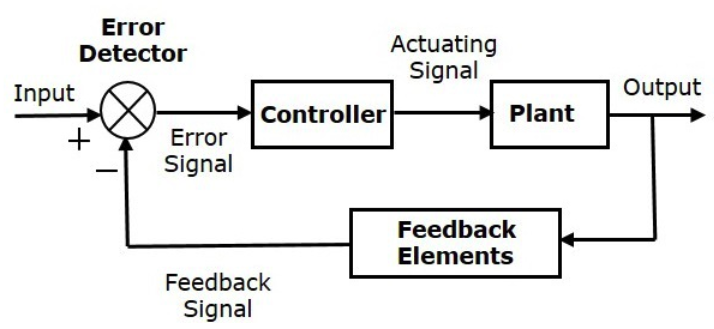 Error
Detector
Input
+
−
Error
Signal
Controller
Actuating
Signal
Plant
Output
Feedback
Elements
Feedback
Signal